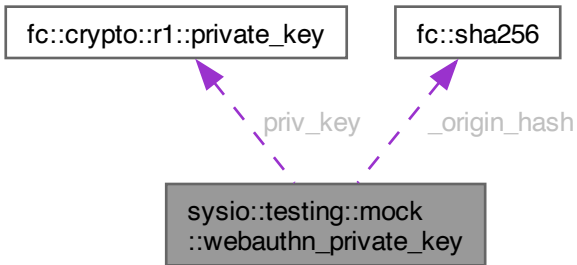 fc::crypto::r1::private_key
fc::sha256
priv_key
_origin_hash
sysio::testing::mock
::webauthn_private_key